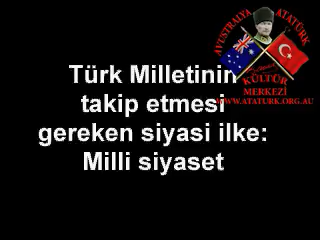 AVUSTRALYA ATATÜRK
KÜLTÜR
MERKEZİ
WWW.ATATURK.ORG.AU
Türk Milletinin
takip etmesi
gereken siyasi ilke:
Milli siyaset